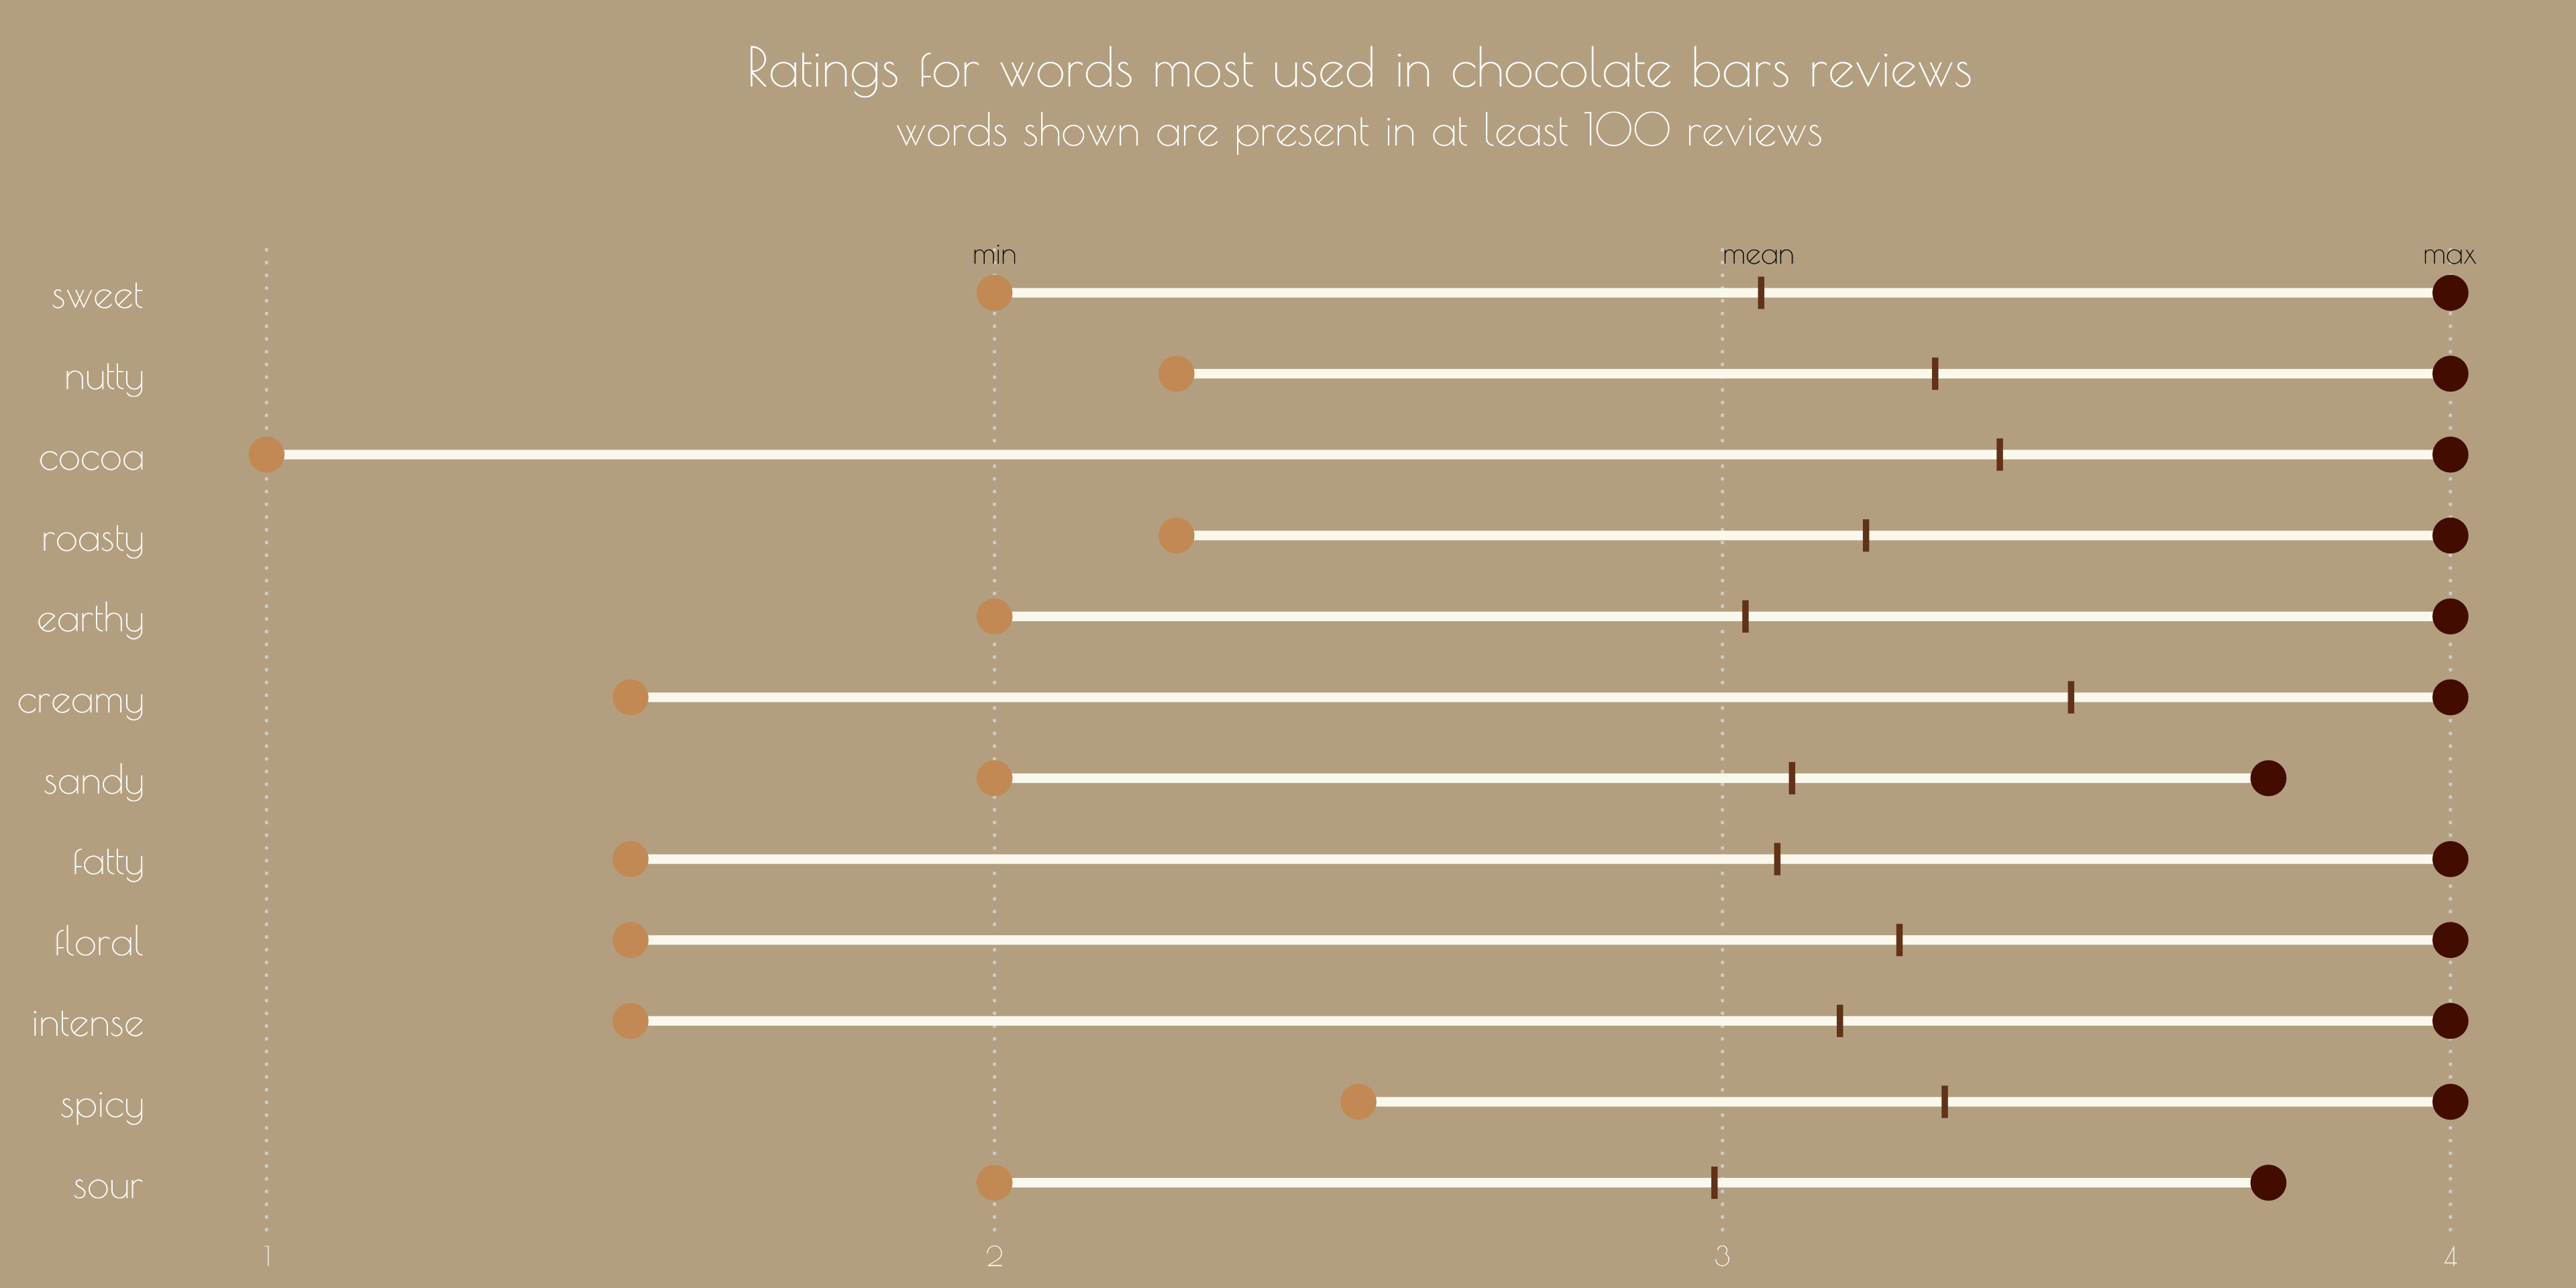 Ratings for words most used in chocolate bars reviews
words shown are present in at least 100 reviews
min mean max
sweet
nutty
cocoa
roasty
earthy
creamy
sandy
fatty
floral
intense
spicy
sour
1 2 3 4